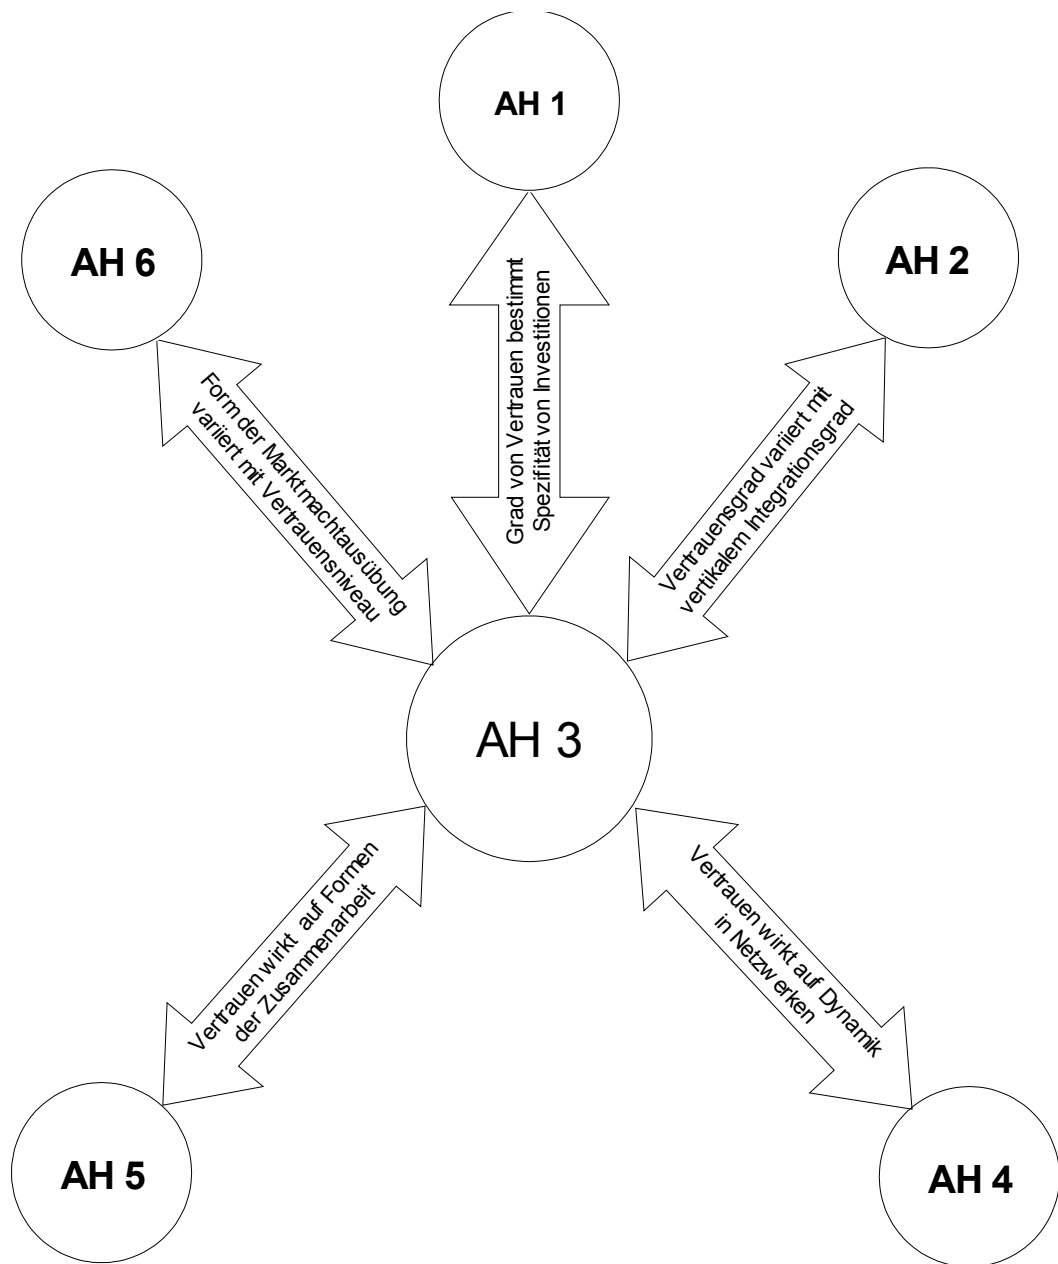 AH 1
AH 6
AH 2
Grad von Vertrauen bestimmt
Spezifität von Investitionen
Form der Marktmachtausübung
variiert mit Vertrauensniveau
Vertrauensgrad variiert mit
vertikalem Integrationsgrad
AH 3
Vertrauen wirkt auf Formen
der Zusammenarbeit
Vertrauen wirkt auf Dynamik
in Netzwerken
AH 5
AH 4